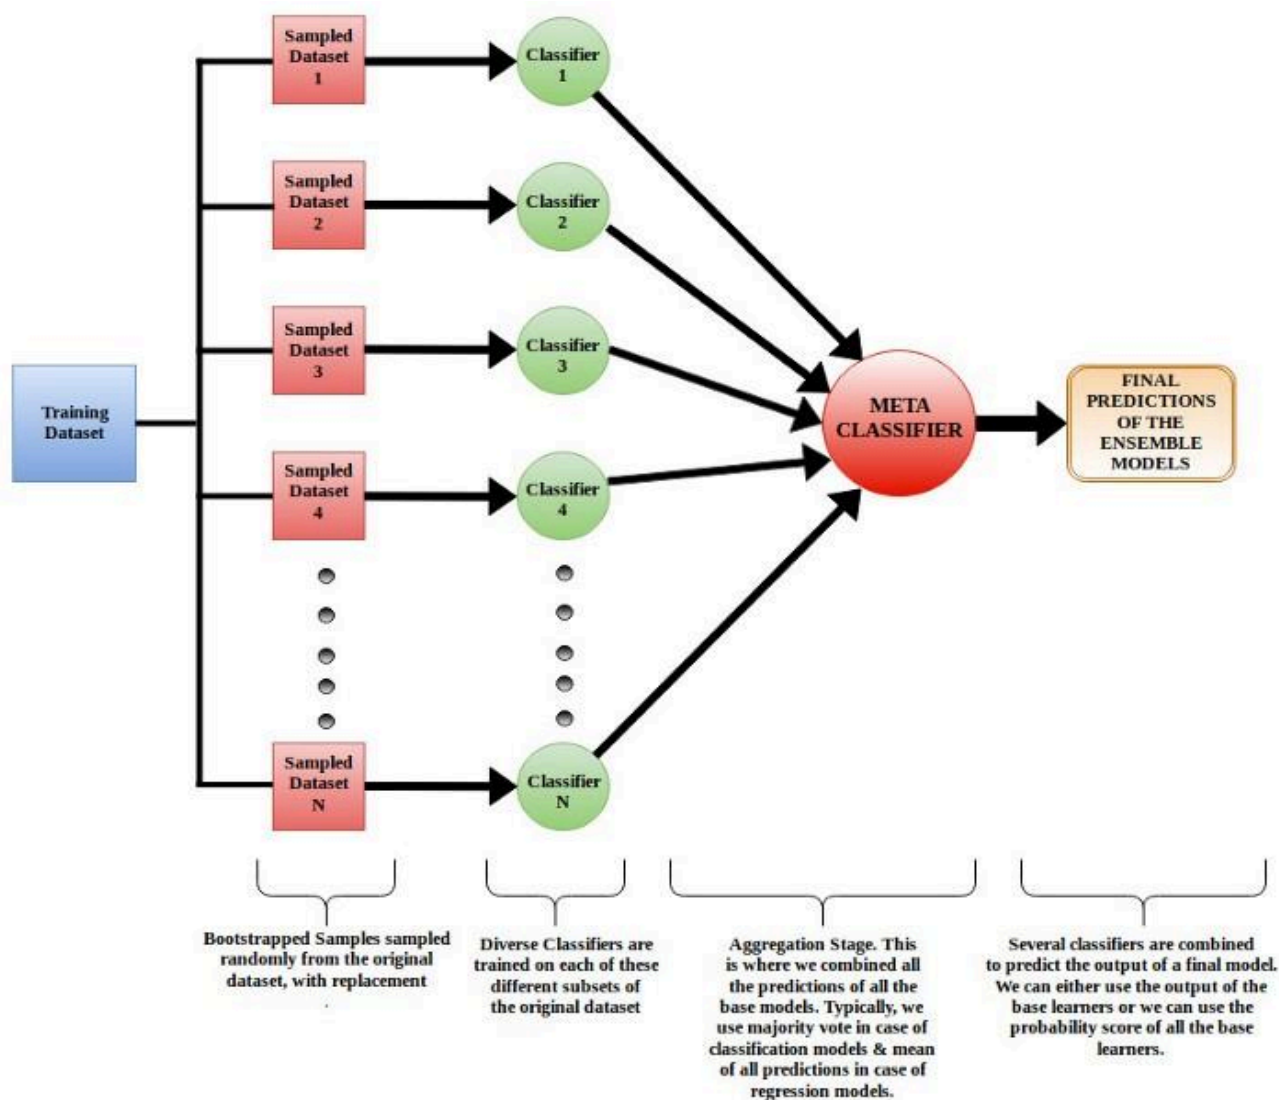 Training
Dataset
Sampled
Dataset
1
Sampled
Dataset
2
Sampled
Dataset
3
Sampled
Dataset
4
Sampled
Dataset
N
Classifier
1
Classifier
2
Classifier
3
Classifier
4
Classifier
N
META
CLASSIFIER
FINAL
PREDICTIONS
OF THE
ENSEMBLE
MODELS
Bootstrapped Samples sampled
randomly from the original
dataset, with replacement
.
Diverse Classifiers are
trained on each of these
different subsets of
the original dataset
Aggregation Stage. This
is where we combined all
the predictions of all the
base models. Typically, we
use majority vote in case of
classification models & mean
of all predictions in case of
regression models.
Several classifiers are combined
to predict the output of a final model.
We can either use the output of the
base learners or we can use the
probability score of all the base
learners.